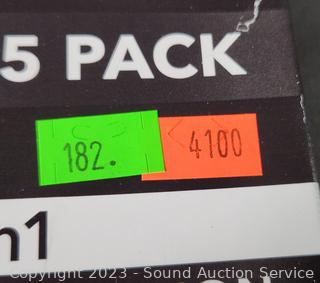 5 PACK
182. 4100
n1
Copyright 2023 - Sound Auction Service